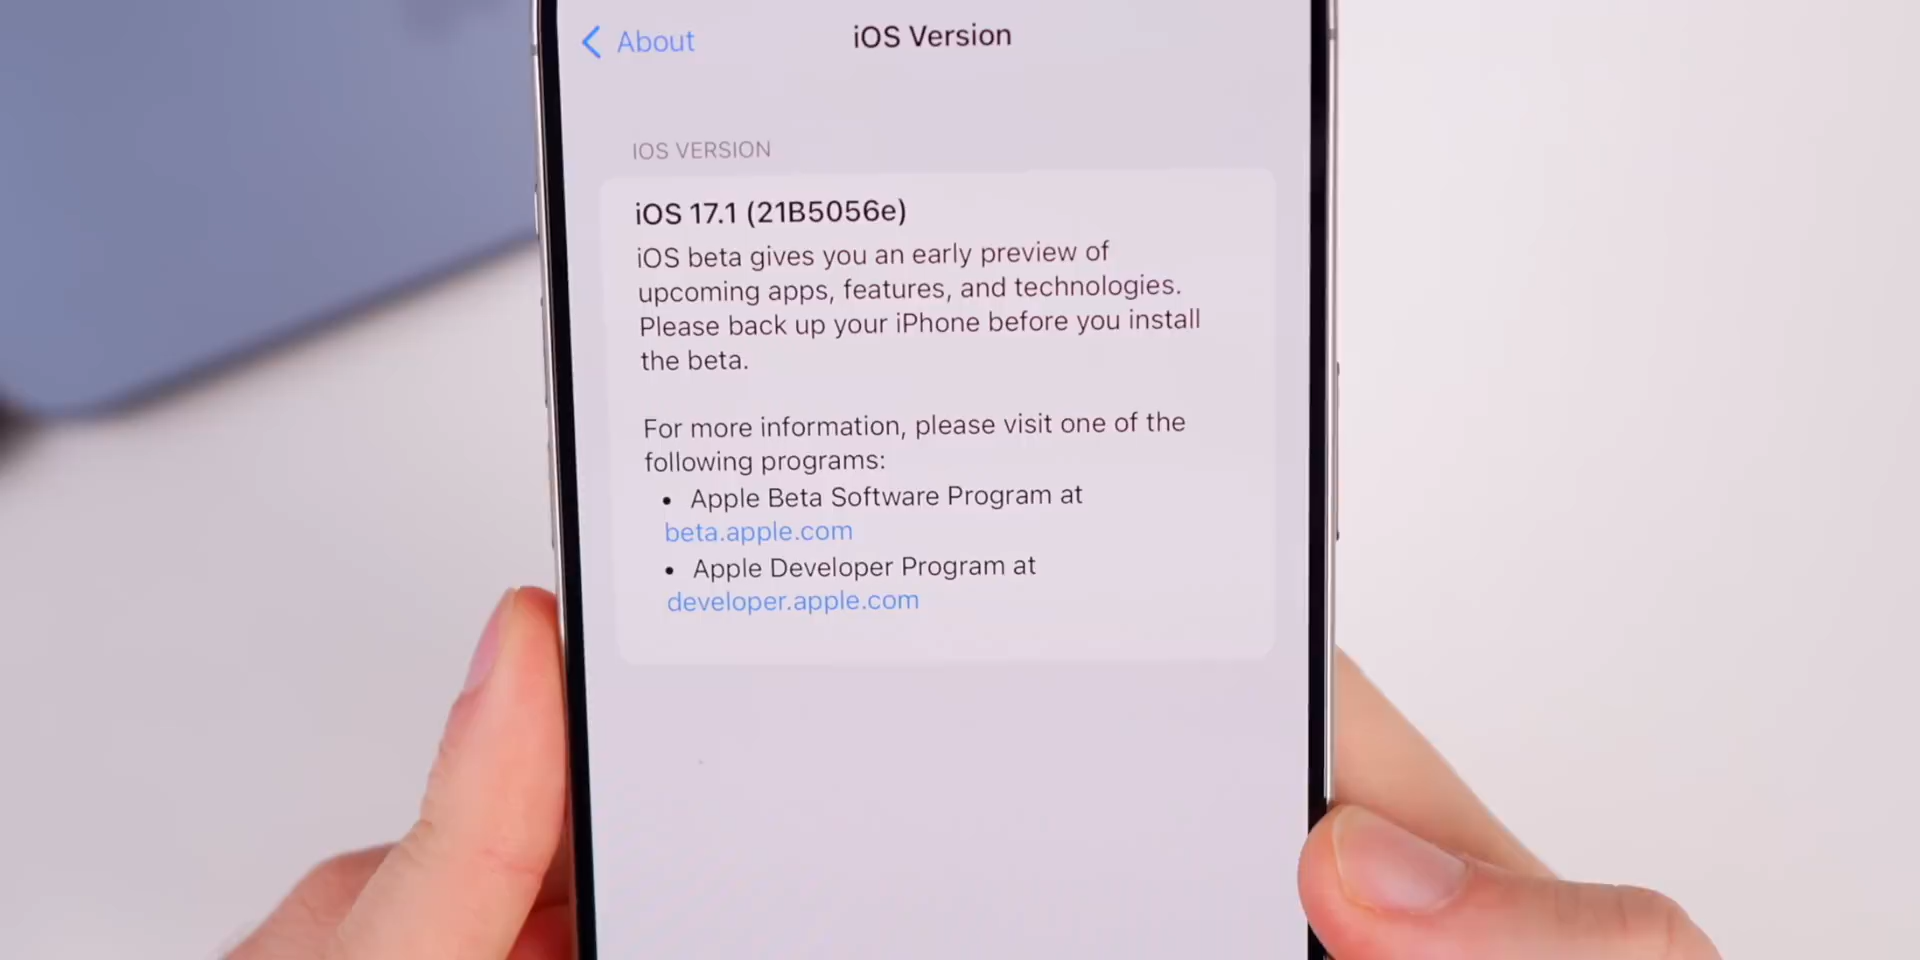 About
iOS Version
IOS VERSION
iOS 17.1 (21B5056e)
iOS beta gives you an early preview of
upcoming apps, features, and technologies.
Please back up your iPhone before you install
the beta.
For more information, please visit one of the
following programs:
• Apple Beta Software Program at
beta.apple.com
• Apple Developer Program at
developer.apple.com